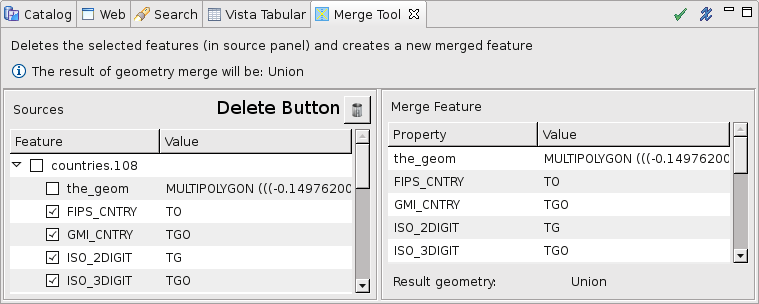 Catalog Web Search Vista Tabular Merge Tool
Deletes the selected features (in source panel) and creates a new merged feature
The result of geometry merge will be: Union
Sources Delete Button
Feature Value
countries.108
the_geom MULTIPOLYGON (((-0.14976200
FIPS_CNTRY TO
GMI_CNTRY TGO
ISO_2DIGIT TG
ISO_3DIGIT TGO
Merge Feature
Property Value
the_geom MULTIPOLYGON (((-0.14976200
FIPS_CNTRY TO
GMI_CNTRY TGO
ISO_2DIGIT TG
ISO_3DIGIT TGO
Result geometry: Union